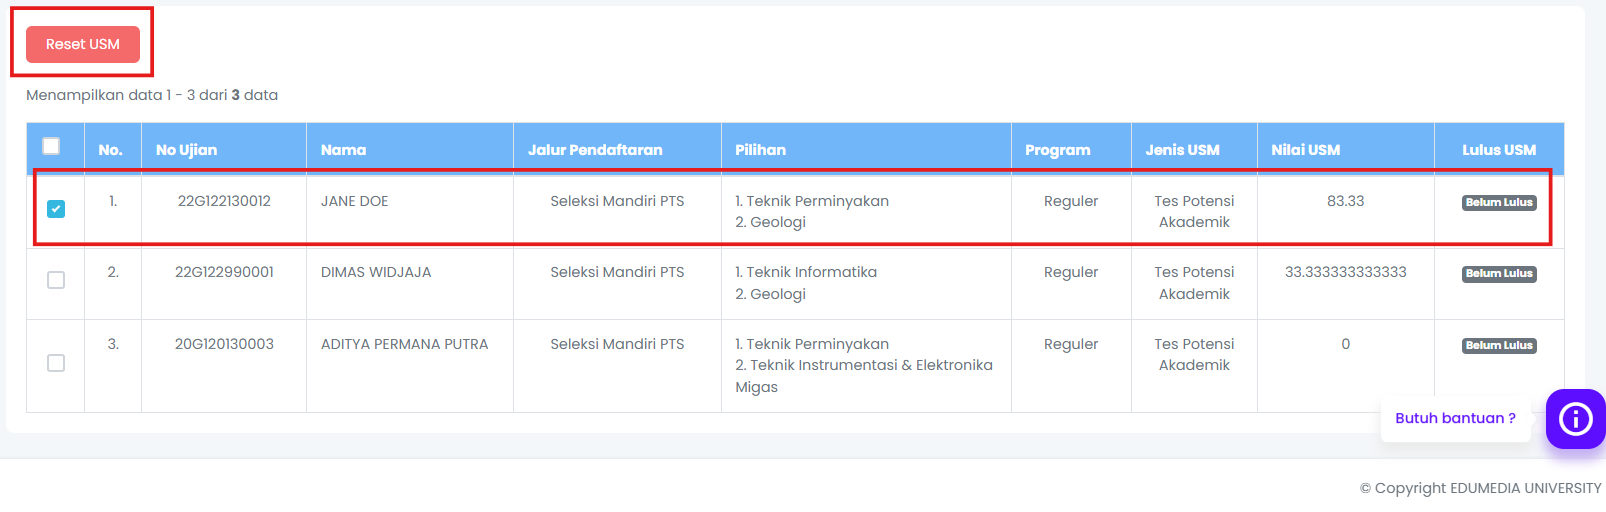 Reset USM
Menampilkan data 1 - 3 dari 3 data
No. No Ujian Nama Jalur Pendaftaran Pilihan Program Jenis USM Nilai USM Lulus USM
1. 22G122130012 JANE DOE Seleksi Mandiri PTS 1. Teknik Perminyakan Reguler Tes Potensi 83.33 Belum Lulus
2. Geologi Akademik
2. 22G122990001 DIMAS WIDJAJA Seleksi Mandiri PTS 1. Teknik Informatika Reguler Tes Potensi 33.333333333333 Belum Lulus
2. Geologi Akademik
3. 20G120130003 ADITYA PERMANA PUTRA Seleksi Mandiri PTS 1. Teknik Perminyakan Reguler Tes Potensi 0 Belum Lulus
2. Teknik Instrumentasi & Elektronika Akademik
Migas
Butuh bantuan ?
© Copyright EDUMEDIA UNIVERSITY